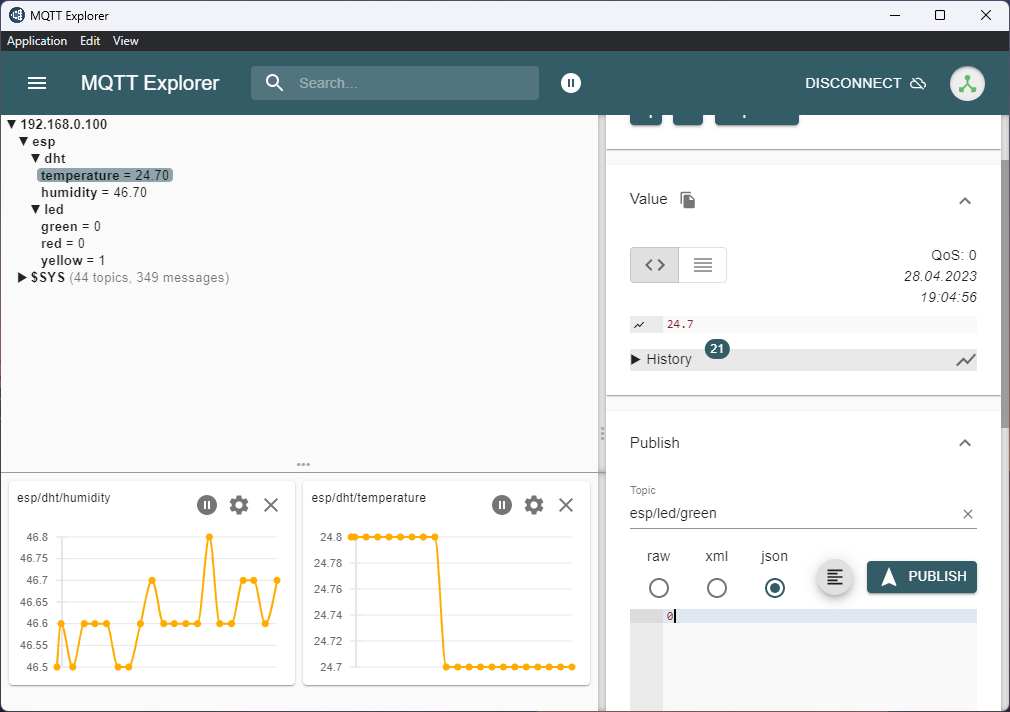 MQTT Explorer
Application Edit View
MQTT Explorer
Search...
DISCONNECT
▼ 192.168.0.100
▼ esp
▼ dht
temperature = 24.70
humidity = 46.70
▼ led
green = 0
red = 0
yellow = 1
▶ $SYS (44 topics, 349 messages)
esp/dht/humidity
46.8
46.75
46.7
46.65
46.6
46.55
46.5
esp/dht/temperature
24.8
24.78
24.76
24.74
24.72
24.7
Value
QoS: 0
28.04.2023
19:04:56
24.7
▶ History 21
Publish
Topic
esp/led/green
raw xml json
PUBLISH
0